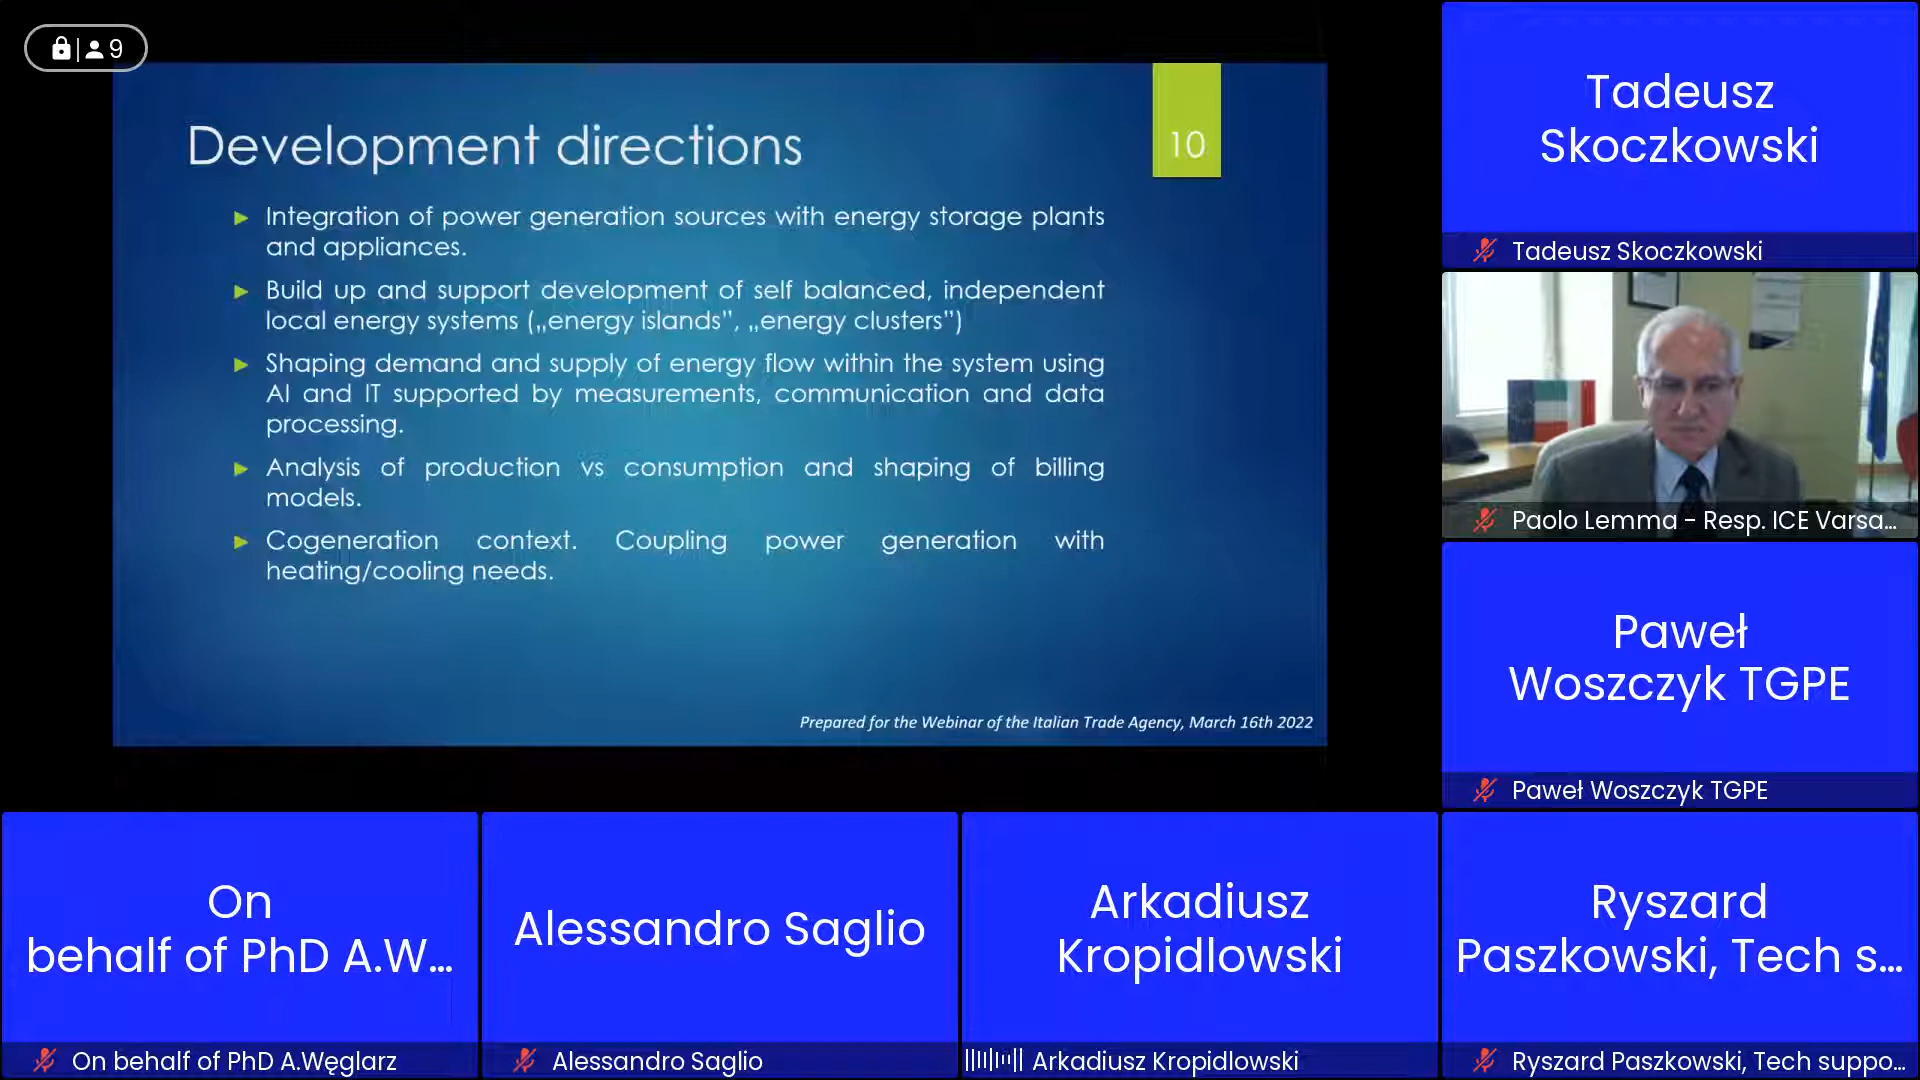 9
Development directions
10
Integration of power generation sources with energy storage plants
and appliances.
Build up and support development of self balanced, independent
local energy systems („energy islands”, „energy clusters”)
Shaping demand and supply of energy flow within the system using
AI and IT supported by measurements, communication and data
processing.
Analysis of production vs consumption and shaping of billing
models.
Cogeneration context. Coupling power generation with
heating/cooling needs.
Prepared for the Webinar of the Italian Trade Agency, March 16th 2022
Tadeusz
Skoczkowski
Tadeusz Skoczkowski
Paolo Lemma - Resp. ICE Varsa...
Paweł
Woszczyk TGPE
Paweł Woszczyk TGPE
On
behalf of PhD A.W...
On behalf of PhD A.Węglarz
Alessandro Saglio
Alessandro Saglio
Arkadiusz
Kropidlowski
Arkadiusz Kropidlowski
Ryszard
Paszkowski, Tech s...
Ryszard Paszkowski, Tech suppo...